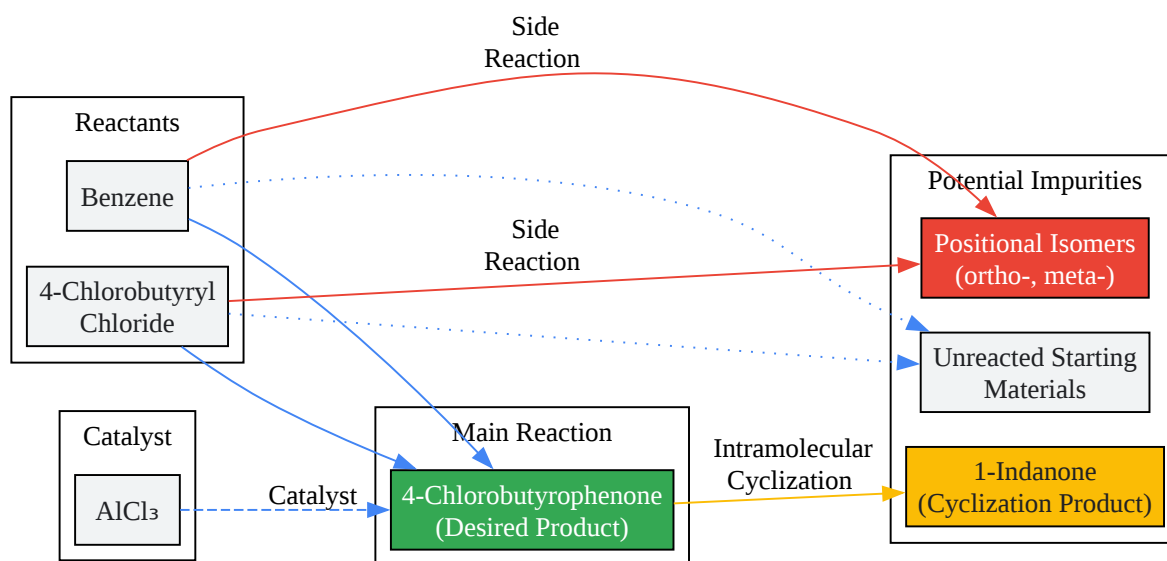 Side
Reaction
Reactants
Benzene
4-Chlorobutyryl
Chloride
Side
Reaction
Potential Impurities
Positional Isomers
(ortho-, meta-)
Unreacted Starting
Materials
Catalyst
AlCl₃
Catalyst
Main Reaction
4-Chlorobutyrophenone
(Desired Product)
Intramolecular
Cyclization
1-Indanone
(Cyclization Product)